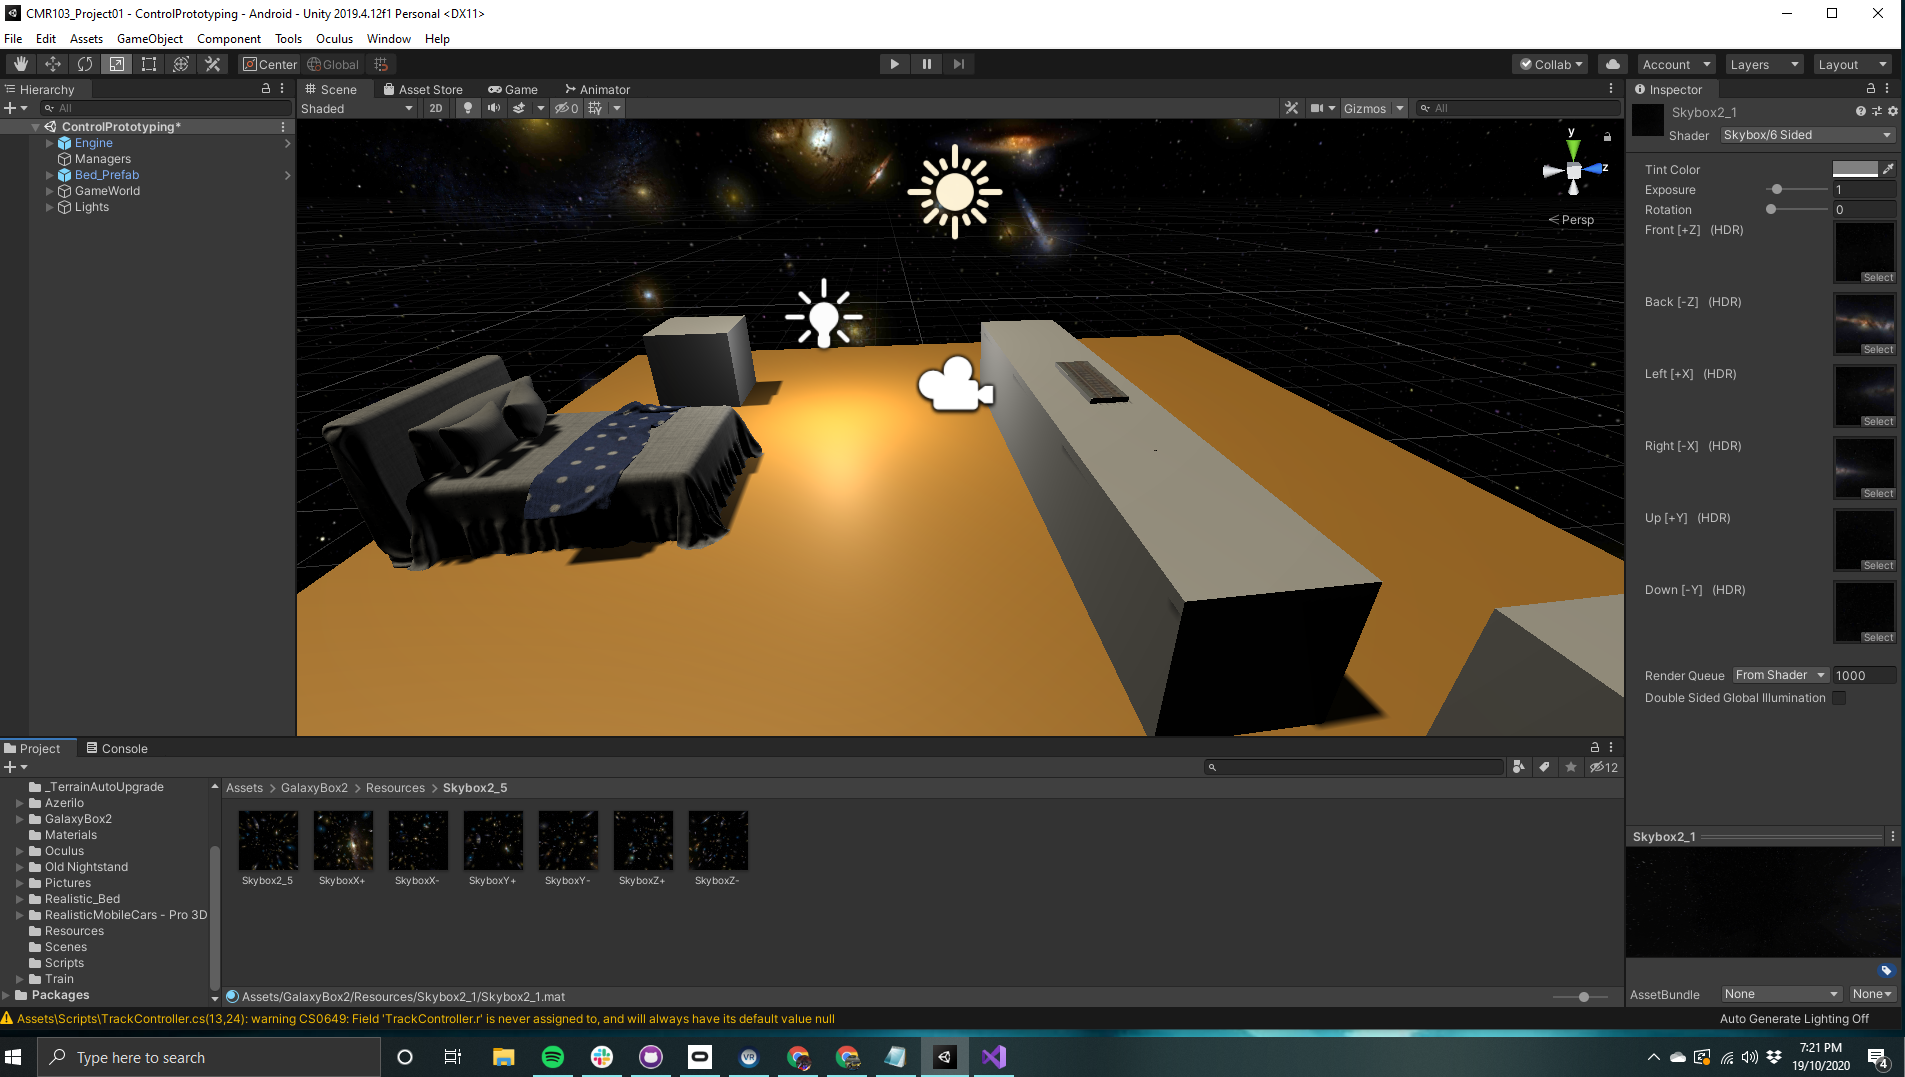 CMR103_Project01 - ControlPrototyping - Android - Unity 2019.4.12f1 Personal <DX11>
File Edit Assets GameObject Component Tools Oculus Window Help
Center Global Collab Account Layers Layout
Hierarchy
All
ControlPrototyping*
Engine
Managers
Bed_Prefab
GameWorld
Lights
Scene Asset Store Game Animator
Shaded 2D 0 Gizmos All
y
z
Persp
Inspector
Skybox2_1
Shader Skybox/6 Sided
Tint Color
Exposure 1
Rotation 0
Front [+Z] (HDR)
Select
Back [-Z] (HDR)
Select
Left [+X] (HDR)
Select
Right [-X] (HDR)
Select
Up [+Y] (HDR)
Select
Down [-Y] (HDR)
Select
Render Queue From Shader 1000
Double Sided Global Illumination
Project Console
12
_TerrainAutoUpgrade
Azerilo
GalaxyBox2
Materials
Oculus
Old Nightstand
Pictures
Realistic_Bed
RealisticMobileCars - Pro 3D
Resources
Scenes
Scripts
Train
Packages
Assets > GalaxyBox2 > Resources > Skybox2_5
Skybox2_5 SkyboxX+ SkyboxX- SkyboxY+ SkyboxY- SkyboxZ+ SkyboxZ-
Assets/GalaxyBox2/Resources/Skybox2_1/Skybox2_1.mat
Skybox2_1
AssetBundle None None
Assets\Scripts\TrackController.cs(13,24): warning CS0649: Field 'TrackController.r' is never assigned to, and will always have its default value null
Auto Generate Lighting Off
Type here to search
VR
7:21 PM
19/10/2020
4